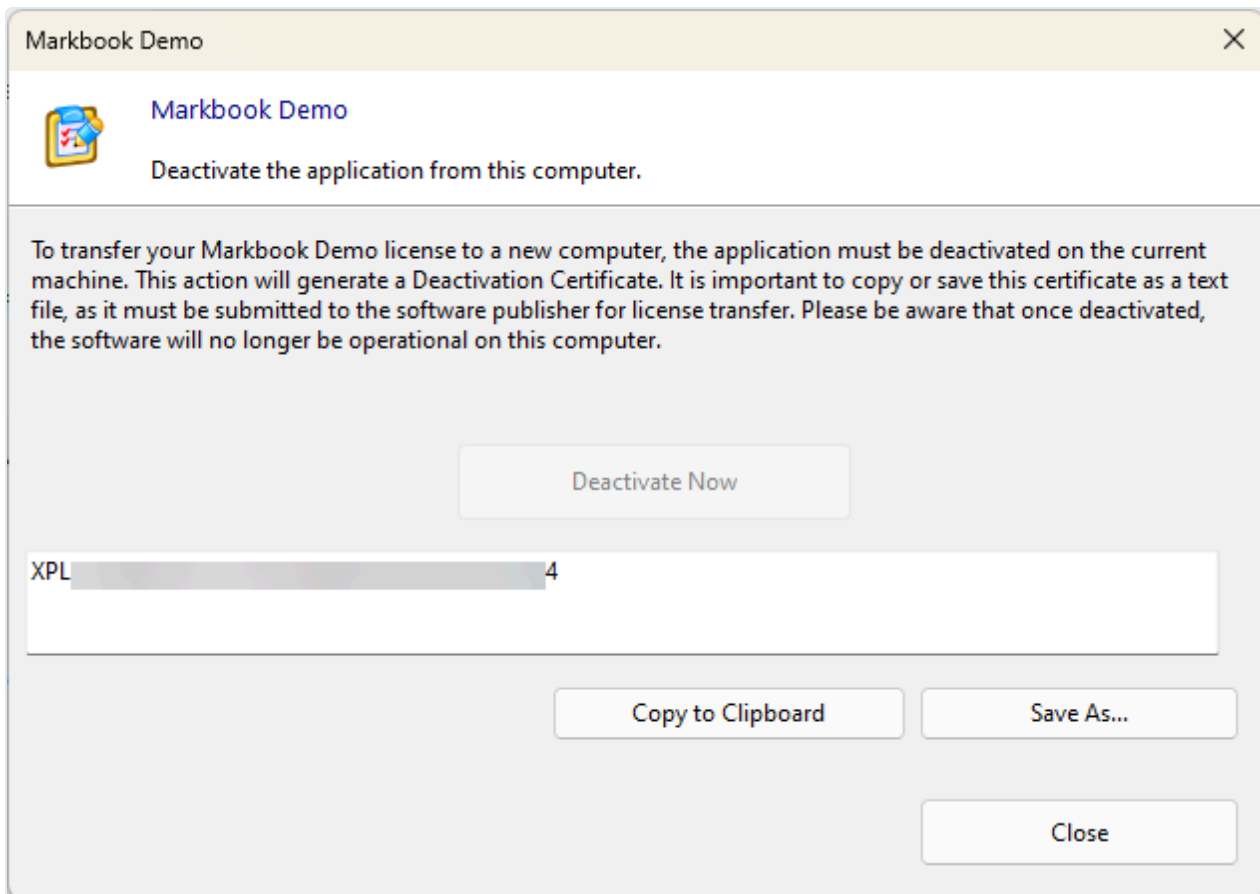 Markbook Demo
Markbook Demo
Deactivate the application from this computer.
To transfer your Markbook Demo license to a new computer, the application must be deactivated on the current
machine. This action will generate a Deactivation Certificate. It is important to copy or save this certificate as a text
file, as it must be submitted to the software publisher for license transfer. Please be aware that once deactivated,
the software will no longer be operational on this computer.
Deactivate Now
XPL 4
Copy to Clipboard
Save As...
Close